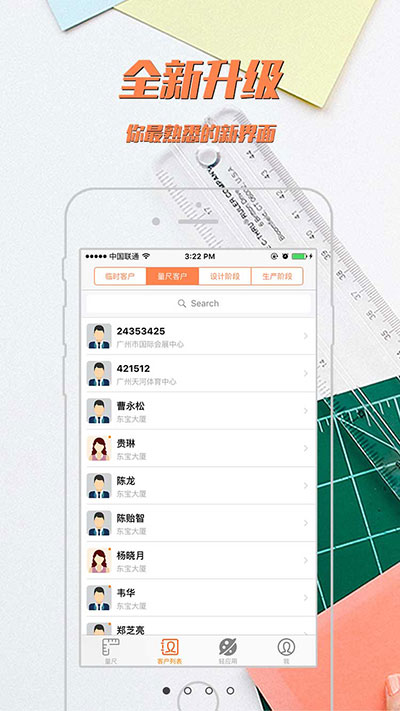 全新升级
你最熟悉的新界面
中国联通
3:22 PM
临时客户
量尺客户
设计阶段
生产阶段
Search
24353425
广州市国际会展中心
421512
广州天河体育中心
曹永松
东宝大厦
贵琳
东宝大厦
陈龙
东宝大厦
陈贻智
东宝大厦
杨晓月
东宝大厦
韦华
东宝大厦
郑芝亮
量尺
客户列表
蛙应用
我